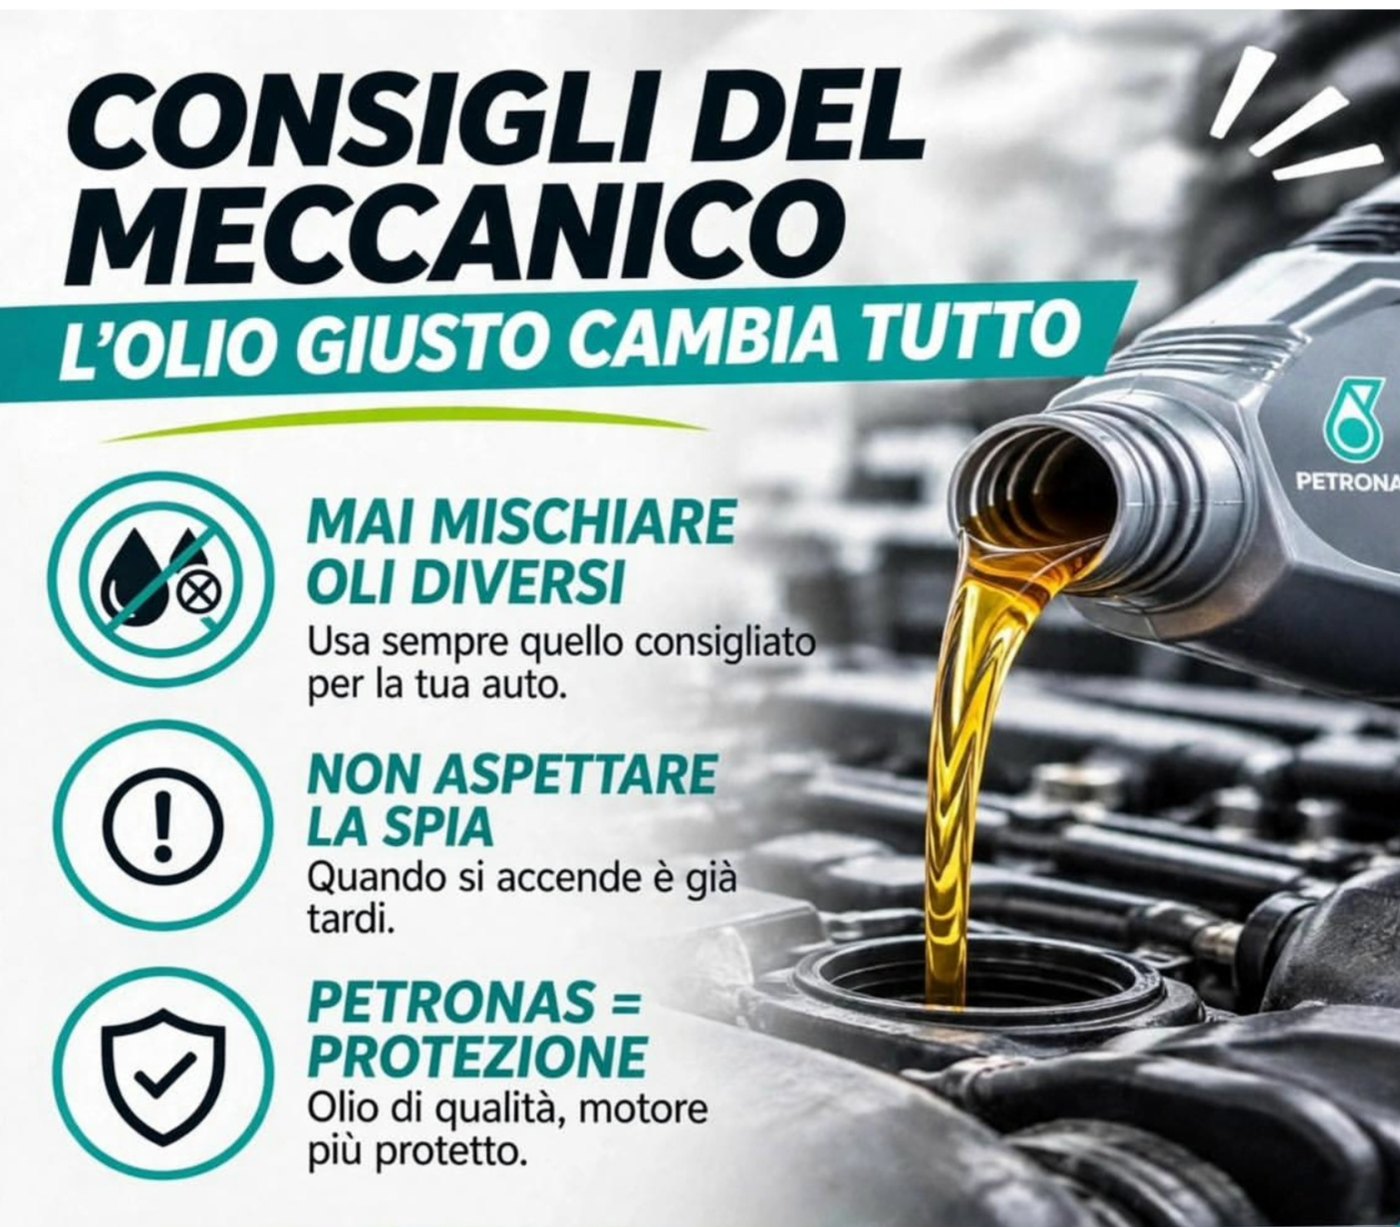 CONSIGLI DEL
MECCANICO
L'OLIO GIUSTO CAMBIA TUTTO
PETRONA
MAI MISCHIARE
OLI DIVERSI
Usa sempre quello consigliato
per la tua auto.
NON ASPETTARE
LA SPIA
Quando si accende è già
tardi.
PETRONAS =
PROTEZIONE
Olio di qualità, motore
più protetto.